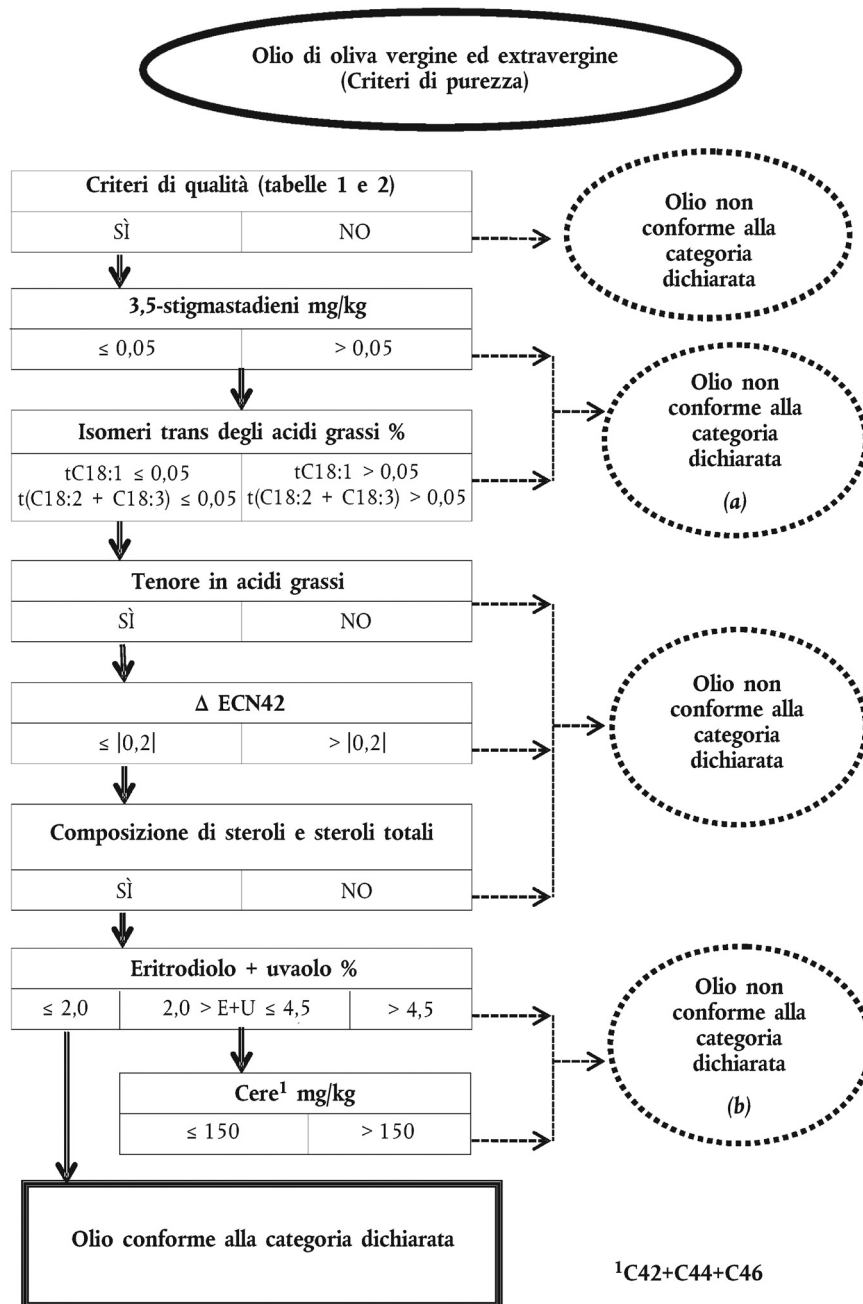 Olio di oliva vergine ed extravergine
(Criteri di purezza)
Criteri di qualità (tabelle 1 e 2)
SÌ
NO
Olio non
conforme alla
categoria
dichiarata
3,5-stigmastadieni mg/kg
≤ 0,05
> 0,05
Isomeri trans degli acidi grassi %
tC18:1 ≤ 0,05
t(C18:2 + C18:3) ≤ 0,05
tC18:1 > 0,05
t(C18:2 + C18:3) > 0,05
Olio non
conforme alla
categoria
dichiarata
(a)
Tenore in acidi grassi
SÌ
NO
Δ ECN42
≤ |0,2|
> |0,2|
Olio non
conforme alla
categoria
dichiarata
Composizione di steroli e steroli totali
SÌ
NO
Eritrodiolo + uvaolo %
≤ 2,0
2,0 > E+U ≤ 4,5
> 4,5
Cere¹ mg/kg
≤ 150
> 150
Olio non
conforme alla
categoria
dichiarata
(b)
Olio conforme alla categoria dichiarata
¹C42+C44+C46